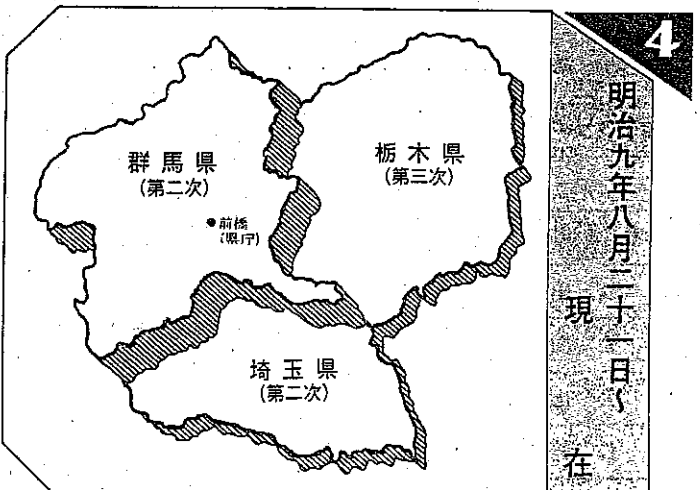 4
明治九年八月二十一日〜
現在
群馬県
(第二次)
前橋
(県庁)
栃木県
(第三次)
埼玉県
(第二次)